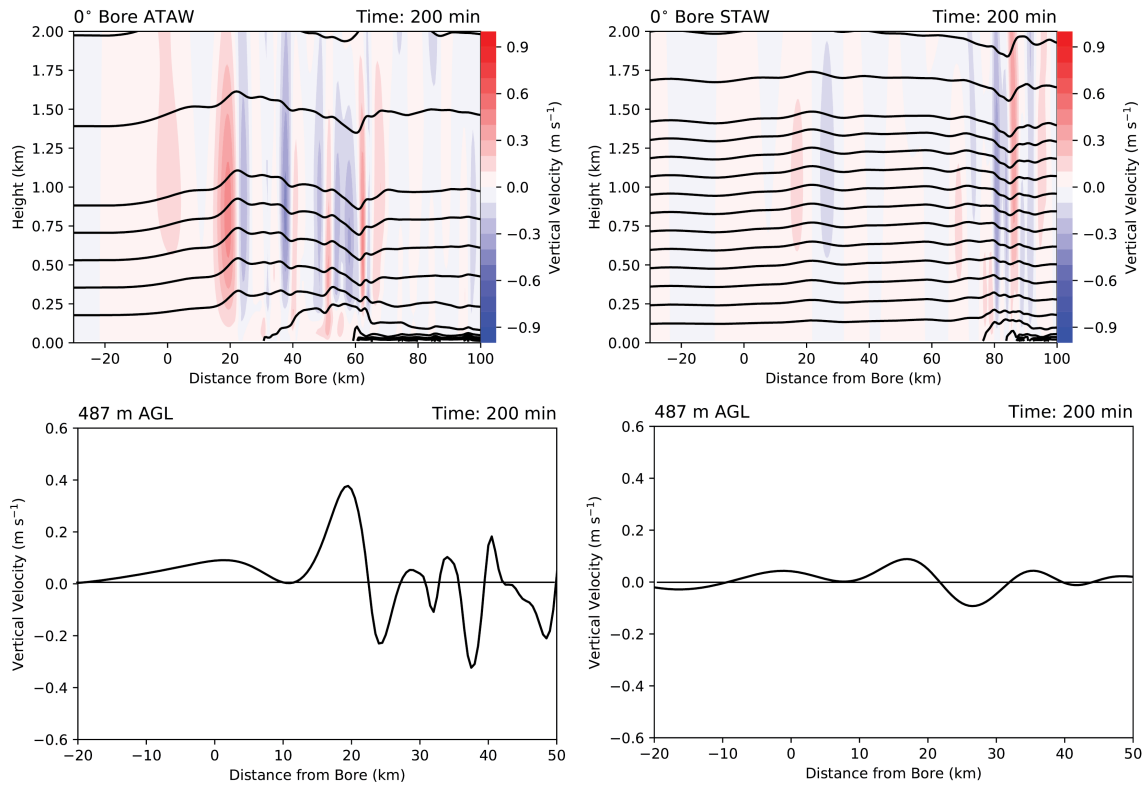 0° Bore ATAW Time: 200 min
2.00
1.75
1.50
1.25
1.00
0.75
0.50
0.25
0.00
Height (km)
−20 0 20 40 60 80 100
Distance from Bore (km)
0.9
0.6
0.3
0.0
−0.3
−0.6
−0.9
Vertical Velocity (m s⁻¹)
0° Bore STAW Time: 200 min
2.00
1.75
1.50
1.25
1.00
0.75
0.50
0.25
0.00
Height (km)
−20 0 20 40 60 80 100
Distance from Bore (km)
0.9
0.6
0.3
0.0
−0.3
−0.6
−0.9
Vertical Velocity (m s⁻¹)
487 m AGL Time: 200 min
0.6
0.4
0.2
0.0
−0.2
−0.4
−0.6
Vertical Velocity (m s⁻¹)
−20 −10 0 10 20 30 40 50
Distance from Bore (km)
487 m AGL Time: 200 min
0.6
0.4
0.2
0.0
−0.2
−0.4
−0.6
Vertical Velocity (m s⁻¹)
−20 −10 0 10 20 30 40 50
Distance from Bore (km)